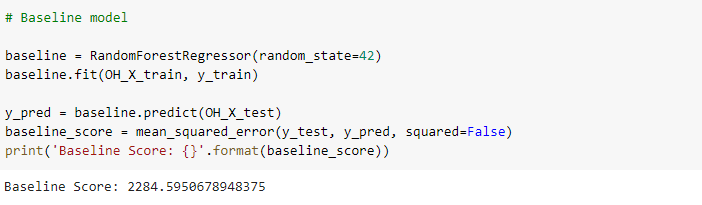 # Baseline model
baseline = RandomForestRegressor(random_state=42)
baseline.fit(OH_X_train, y_train)
y_pred = baseline.predict(OH_X_test)
baseline_score = mean_squared_error(y_test, y_pred, squared=False)
print('Baseline Score: {}'.format(baseline_score))
Baseline Score: 2284.5950678948375